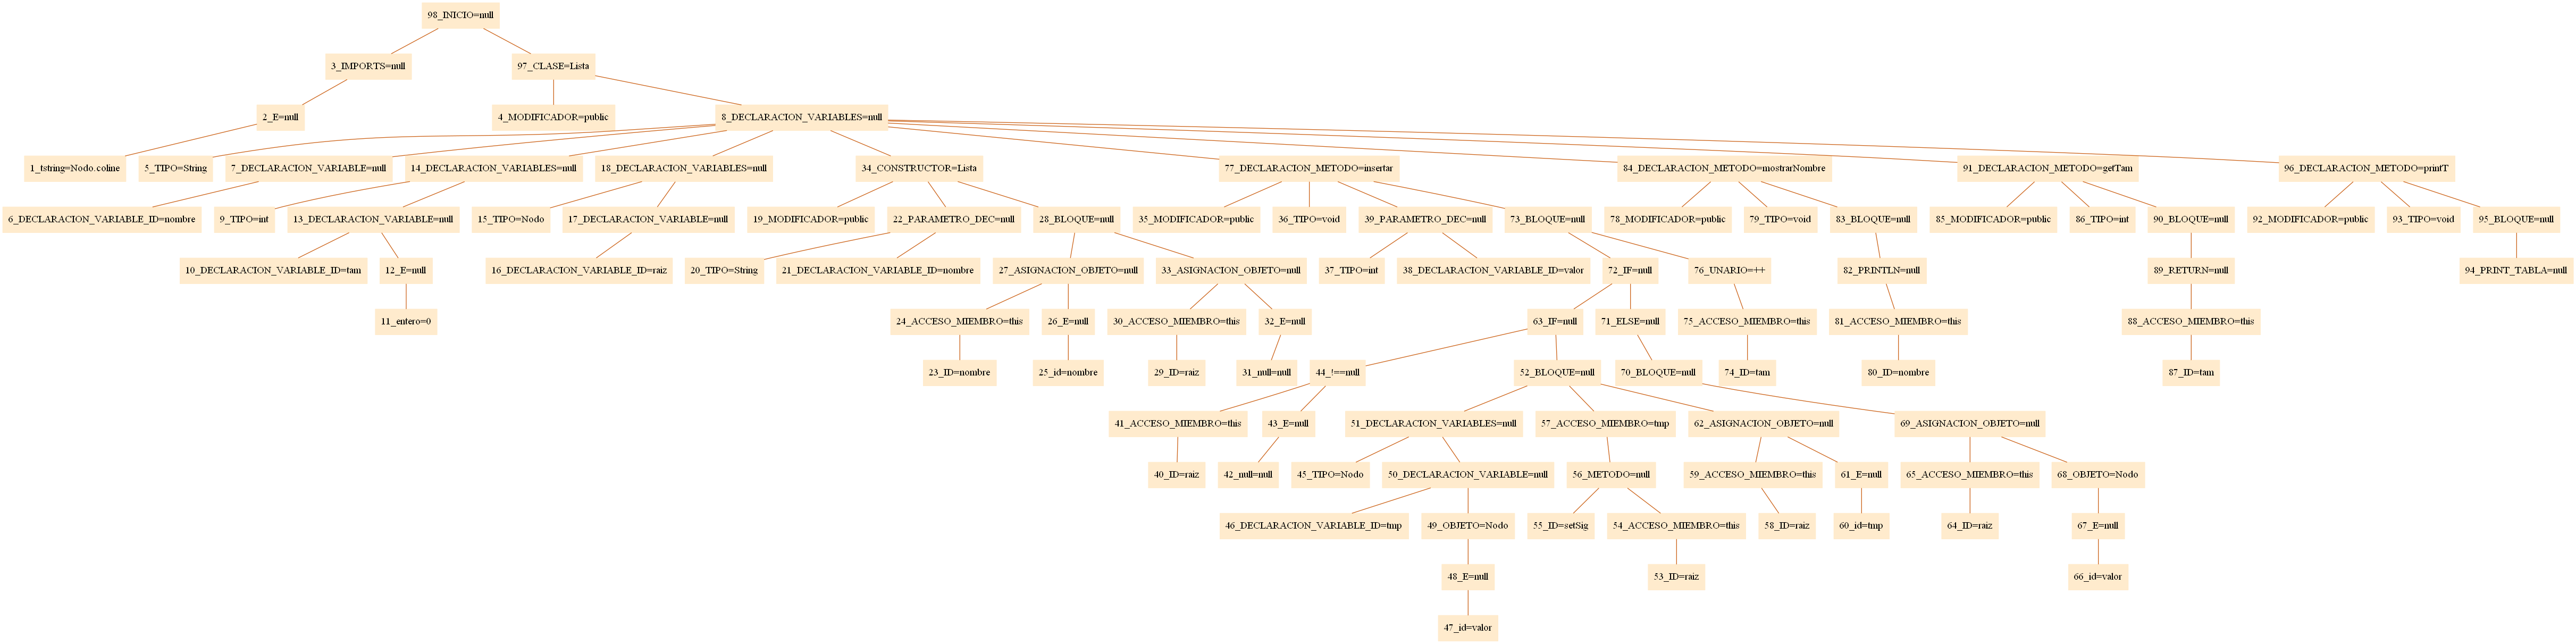 98_INICIO=null
3_IMPORTS=null
97_CLASE=Lista
2_E=null
4_MODIFICADOR=public
8_DECLARACION_VARIABLES=null
1_tstring=Nodo.coline
5_TIPO=String
7_DECLARACION_VARIABLE=null
14_DECLARACION_VARIABLES=null
18_DECLARACION_VARIABLES=null
34_CONSTRUCTOR=Lista
77_DECLARACION_METODO=insertar
84_DECLARACION_METODO=mostrarNombre
91_DECLARACION_METODO=getTam
96_DECLARACION_METODO=printT
6_DECLARACION_VARIABLE_ID=nombre
9_TIPO=int
13_DECLARACION_VARIABLE=null
15_TIPO=Nodo
17_DECLARACION_VARIABLE=null
19_MODIFICADOR=public
22_PARAMETRO_DEC=null
28_BLOQUE=null
35_MODIFICADOR=public
36_TIPO=void
39_PARAMETRO_DEC=null
73_BLOQUE=null
78_MODIFICADOR=public
79_TIPO=void
83_BLOQUE=null
85_MODIFICADOR=public
86_TIPO=int
90_BLOQUE=null
92_MODIFICADOR=public
93_TIPO=void
95_BLOQUE=null
10_DECLARACION_VARIABLE_ID=tam
12_E=null
16_DECLARACION_VARIABLE_ID=raiz
20_TIPO=String
21_DECLARACION_VARIABLE_ID=nombre
27_ASIGNACION_OBJETO=null
33_ASIGNACION_OBJETO=null
37_TIPO=int
38_DECLARACION_VARIABLE_ID=valor
72_IF=null
76_UNARIO=++
82_PRINTLN=null
89_RETURN=null
94_PRINT_TABLA=null
11_entero=0
24_ACCESO_MIEMBRO=this
26_E=null
30_ACCESO_MIEMBRO=this
32_E=null
63_IF=null
71_ELSE=null
75_ACCESO_MIEMBRO=this
81_ACCESO_MIEMBRO=this
88_ACCESO_MIEMBRO=this
23_ID=nombre
25_id=nombre
29_ID=raiz
31_null=null
44_!==null
52_BLOQUE=null
70_BLOQUE=null
74_ID=tam
80_ID=nombre
87_ID=tam
41_ACCESO_MIEMBRO=this
43_E=null
51_DECLARACION_VARIABLES=null
57_ACCESO_MIEMBRO=tmp
62_ASIGNACION_OBJETO=null
69_ASIGNACION_OBJETO=null
40_ID=raiz
42_null=null
45_TIPO=Nodo
50_DECLARACION_VARIABLE=null
56_METODO=null
59_ACCESO_MIEMBRO=this
61_E=null
65_ACCESO_MIEMBRO=this
68_OBJETO=Nodo
46_DECLARACION_VARIABLE_ID=tmp
49_OBJETO=Nodo
55_ID=setSig
54_ACCESO_MIEMBRO=this
58_ID=raiz
60_id=tmp
64_ID=raiz
67_E=null
48_E=null
53_ID=raiz
66_id=valor
47_id=valor